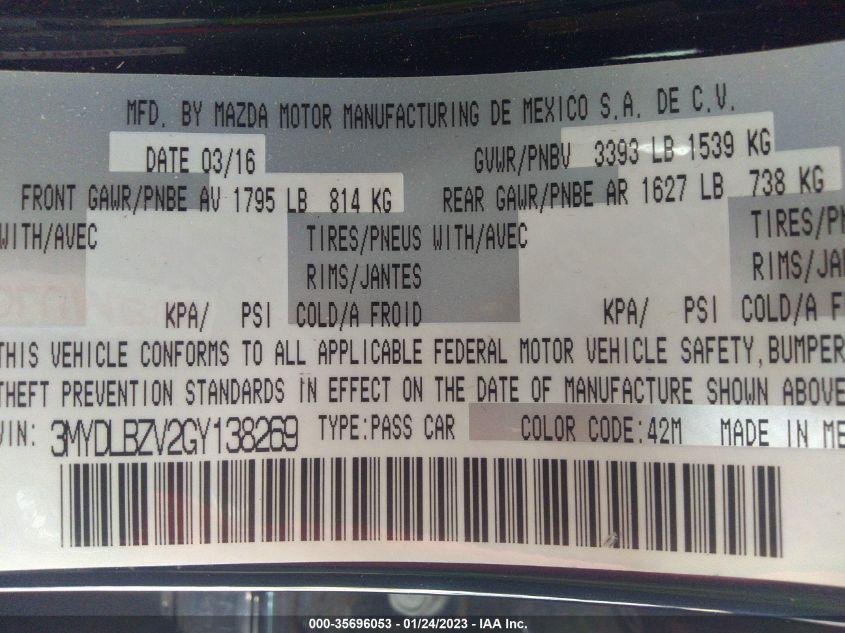 MFD. BY MAZDA MOTOR MANUFACTURING DE MEXICO S.A. DE C.V.
DATE 03/16 GVWR/PNBV 3393 LB 1539 KG
FRONT GAWR/PNBE AV 1795 LB 814 KG REAR GAWR/PNBE AR 1627 LB 738 KG
WITH/AVEC TIRES/PNEUS WITH/AVEC TIRES/PN
RIMS/JANTES RIMS/JAN
KPA/ PSI COLD/A FROID KPA/ PSI COLD/A F
THIS VEHICLE CONFORMS TO ALL APPLICABLE FEDERAL MOTOR VEHICLE SAFETY, BUMPER
THEFT PREVENTION STANDARDS IN EFFECT ON THE DATE OF MANUFACTURE SHOWN ABOVE
VIN: 3MYDLBZV2GY138269 TYPE:PASS CAR COLOR CODE:42M MADE IN ME
000-35696053 - 01/24/2023 - IAA Inc.